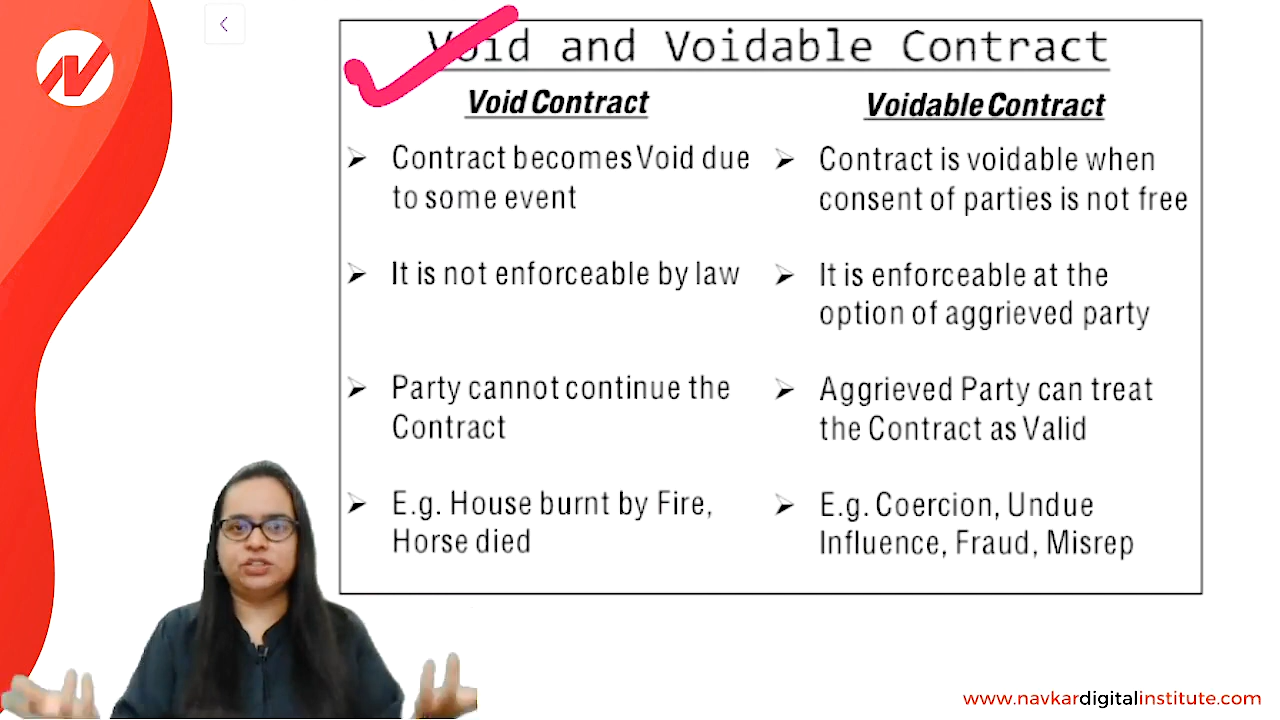 Void and Voidable Contract
Void Contract
Contract becomes Void due
to some event
It is not enforceable by law
Party cannot continue the
Contract
E.g. House burnt by Fire,
Horse died
Voidable Contract
Contract is voidable when
consent of parties is not free
It is enforceable at the
option of aggrieved party
Aggrieved Party can treat
the Contract as Valid
E.g. Coercion, Undue
Influence, Fraud, Misrep
www.navkardigitalinstitute.com